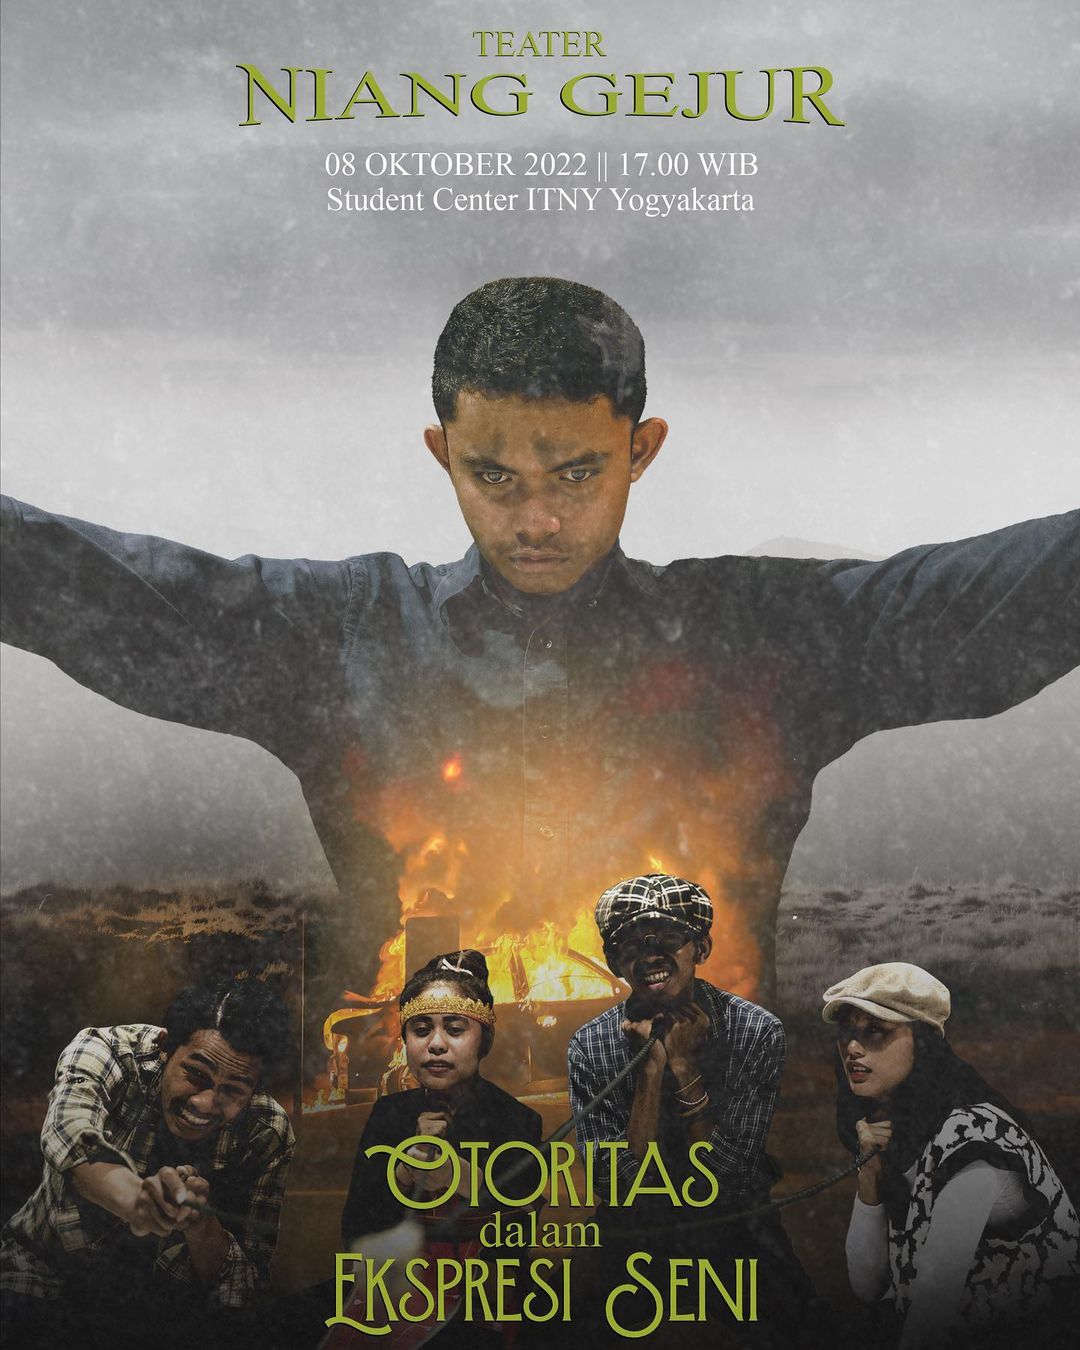 TEATER
NIANG GEJUR
08 OKTOBER 2022 || 17.00 WIB
Student Center ITNY Yogyakarta
OTORITAS
dalam
EKSPRESI SENI